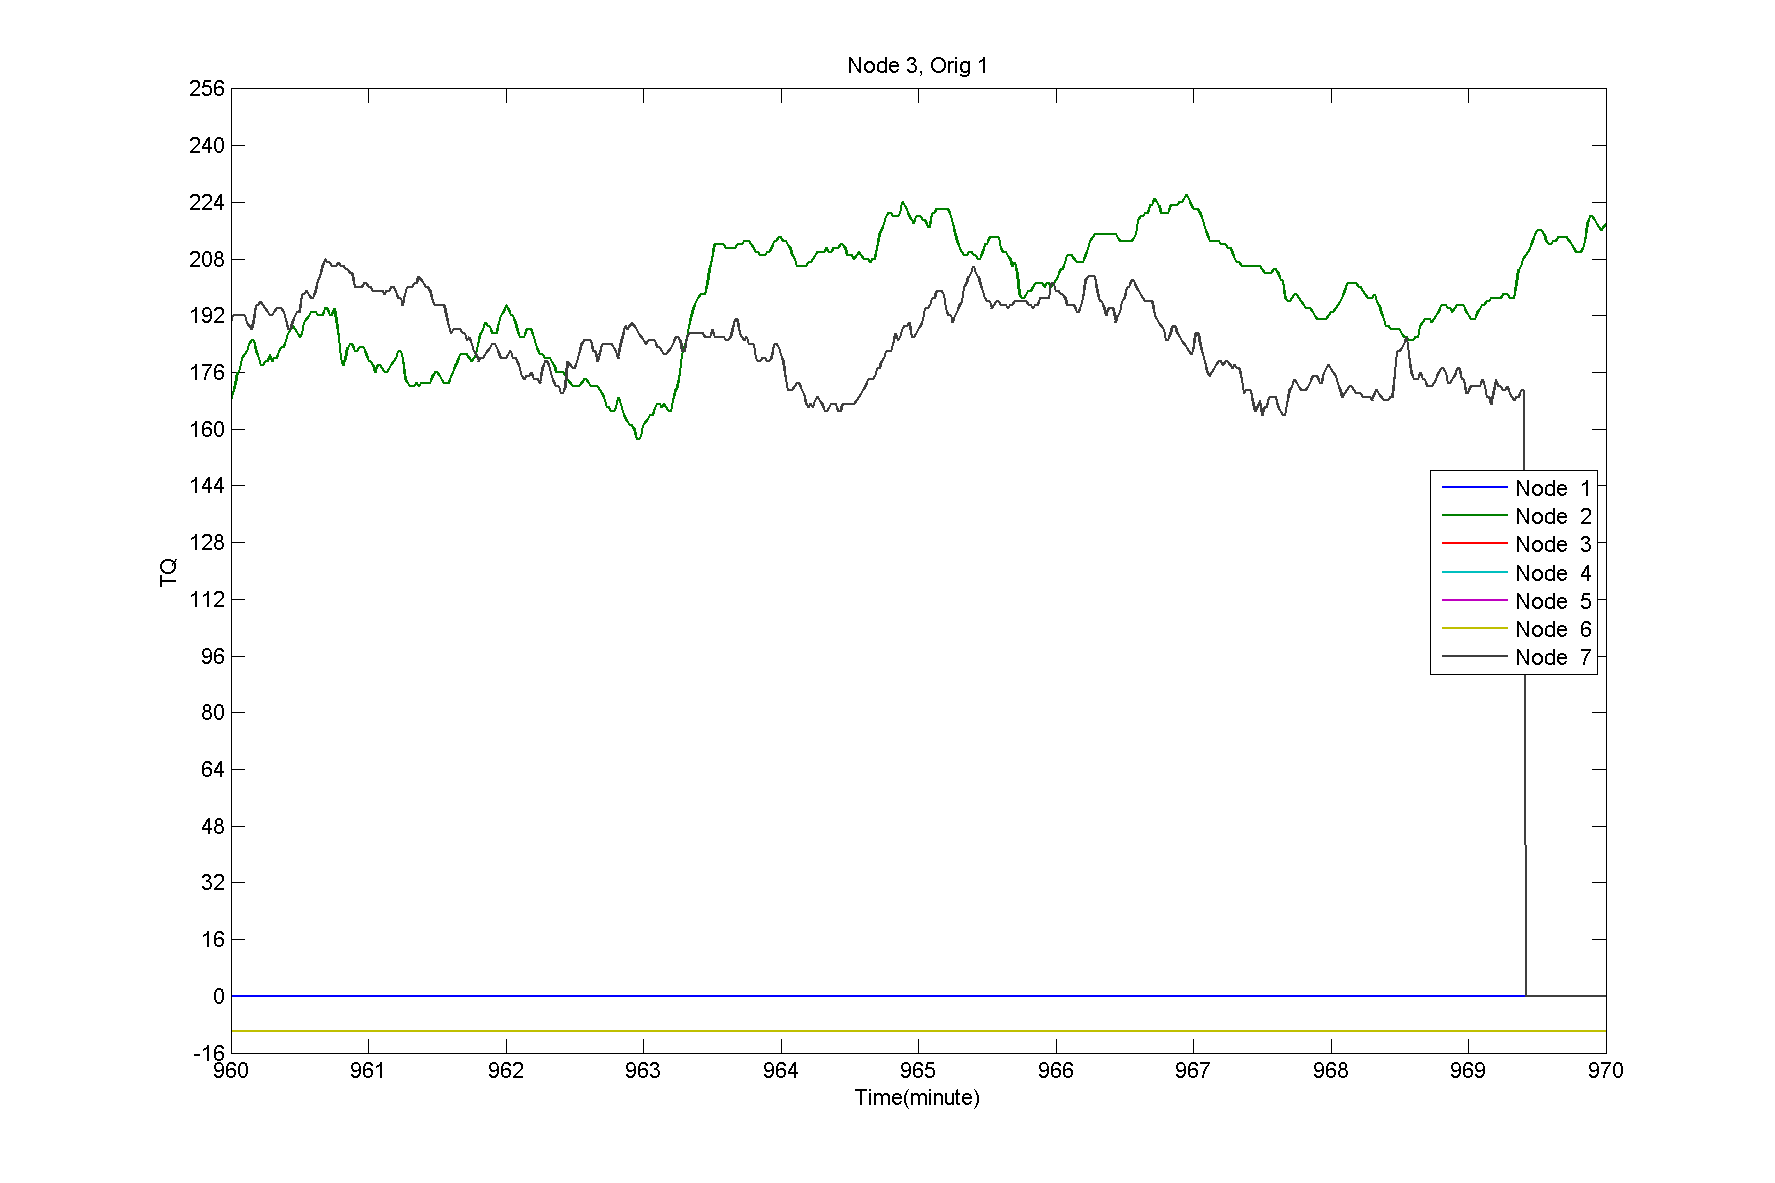 Node 3, Orig 1
256
240
224
208
192
176
160
144
128
112
96
80
64
48
32
16
0
-16
TQ
Node 1
Node 2
Node 3
Node 4
Node 5
Node 6
Node 7
960 961 962 963 964 965 966 967 968 969 970
Time(minute)